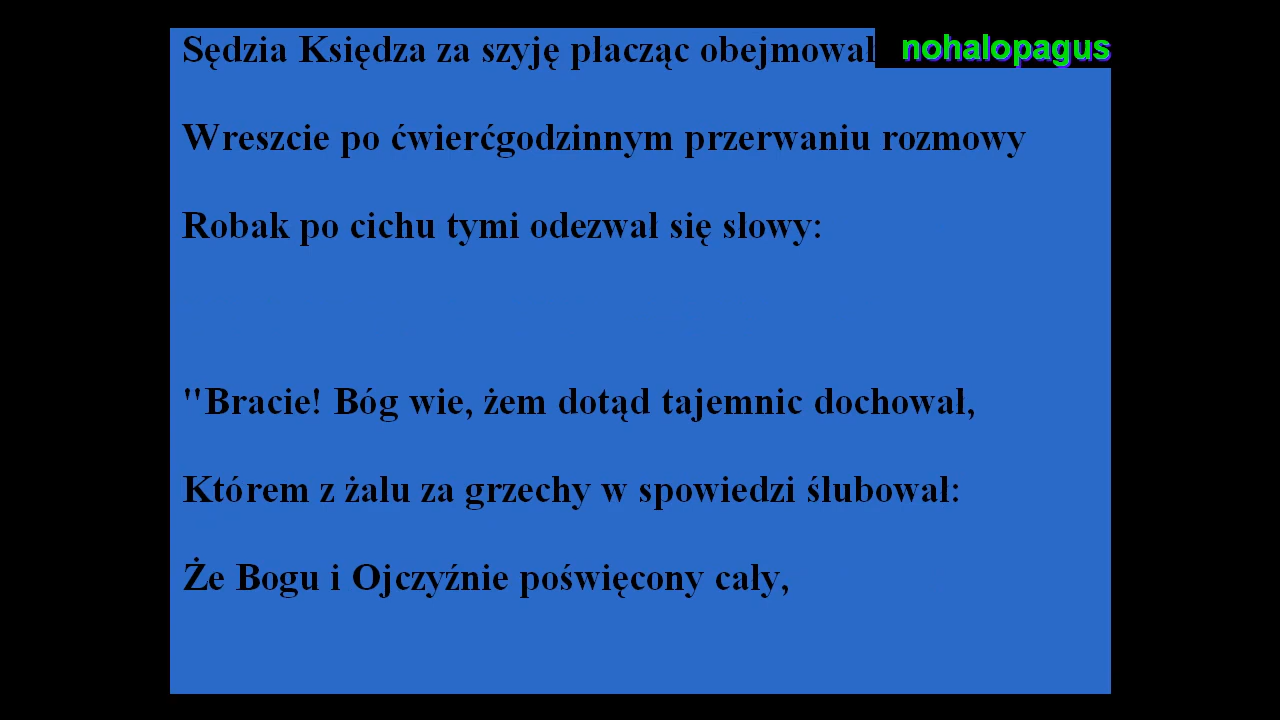 Sędzia Księdza za szyję płacząc obejmował
nohalopagus
Wreszcie po ćwierćgodzinnym przerwaniu rozmowy
Robak po cichu tymi odezwał się słowy:
"Bracie! Bóg wie, żem dotąd tajemnic dochował,
Którem z żalu za grzechy w spowiedzi ślubował:
Że Bogu i Ojczyźnie poświęcony cały,